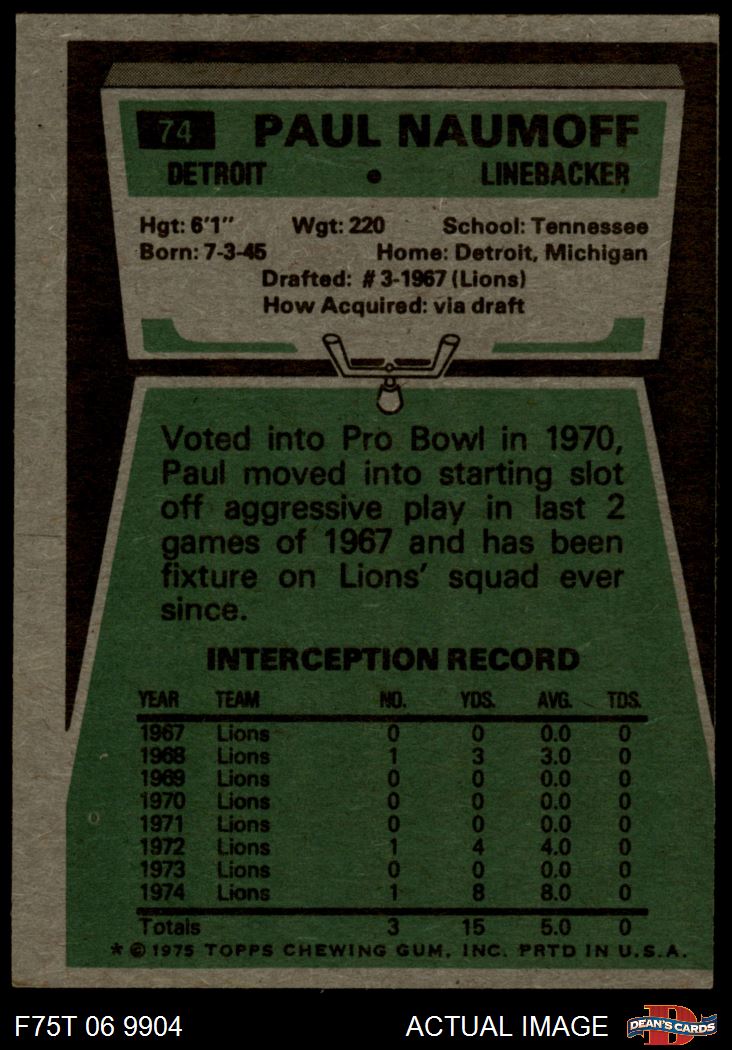 74 PAUL NAUMOFF
DETROIT • LINEBACKER
Hgt: 6'1" Wgt: 220 School: Tennessee
Born: 7-3-45 Home: Detroit, Michigan
Drafted: #3-1967 (Lions)
How Acquired: via draft
Voted into Pro Bowl in 1970,
Paul moved into starting slot
off aggressive play in last 2
games of 1967 and has been
fixture on Lions' squad ever
since.
INTERCEPTION RECORD
YEAR TEAM NO. YDS. AVG. TDS.
1967 Lions 0 0 0.0 0
1968 Lions 1 3 3.0 0
1969 Lions 0 0 0.0 0
1970 Lions 0 0 0.0 0
1971 Lions 0 0 0.0 0
1972 Lions 1 4 4.0 0
1973 Lions 0 0 0.0 0
1974 Lions 1 8 8.0 0
Totals 3 15 5.0 0
* © 1975 TOPPS CHEWING GUM, INC. PRTD IN U.S.A.
F75T 06 9904 ACTUAL IMAGE D DEAN'S CARDS